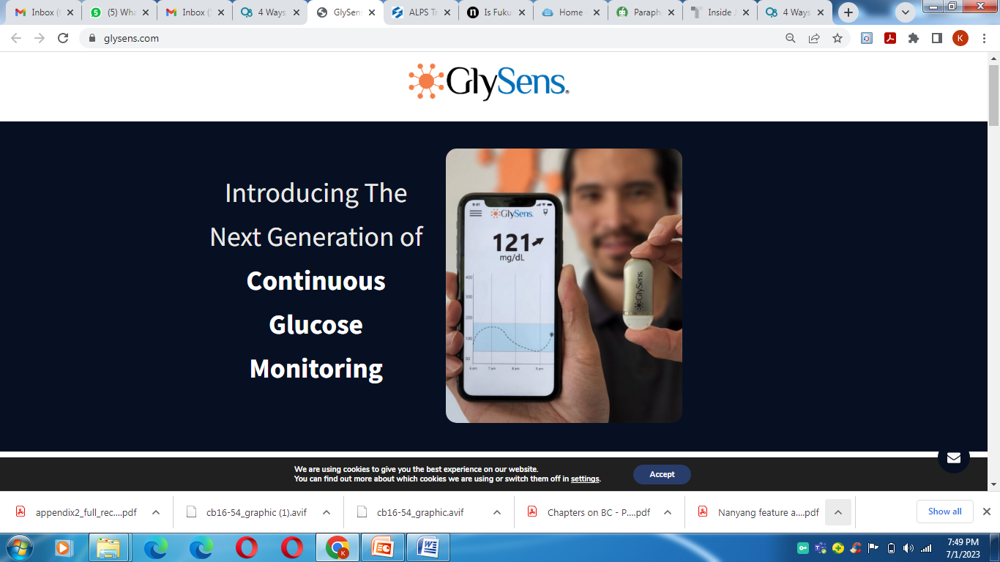 Inbox (
(5) Wha
Inbox (
4 Ways
GlySens
ALPS Tr
Is Fuku
Home -
Paraph
Inside J
4 Ways
glysens.com
K
GlySens®
Introducing The
Next Generation of
Continuous
Glucose
Monitoring
9:41
GlySens.
121
mg/dL
400
300
200
100
50
6 am
7 am
8 am
9 am
GlySens.
We are using cookies to give you the best experience on our website.
You can find out more about which cookies we are using or switch them off in settings.
Accept
appendix2_full_rec....pdf
cb16-54_graphic (1).avif
cb16-54_graphic.avif
Chapters on BC - P....pdf
Nanyang feature a....pdf
Show all
7:49 PM
7/1/2023